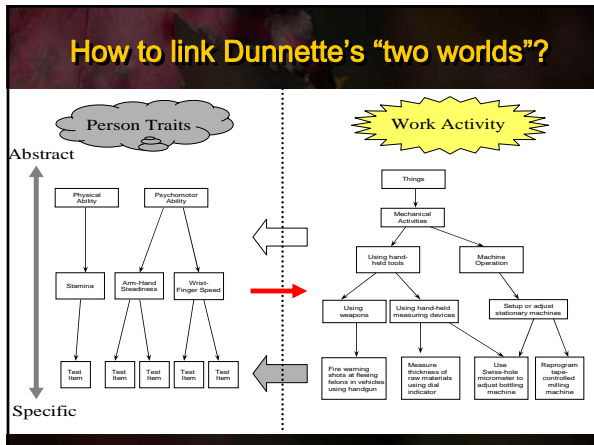 How to link Dunnette's “two worlds”?
Person Traits
Work Activity
Abstract
Physical
Ability
Psychomotor
Ability
Stamina
Arm-Hand
Steadiness
Wrist-
Finger Speed
Test
Item
Test
Item
Test
Item
Test
Item
Test
Item
Specific
Things
Mechanical
Activities
Using hand-
held tools
Machine
Operation
Using
weapons
Using hand-held
measuring devices
Setup or adjust
stationary machines
Fire warning
shots at fleeing
felons in vehicles
using handgun
Measure
thickness of
raw materials
using dial
indicator
Use
Swiss-hole
micrometer to
adjust bottling
machine
Reprogram
tape-
controlled
milling
machine